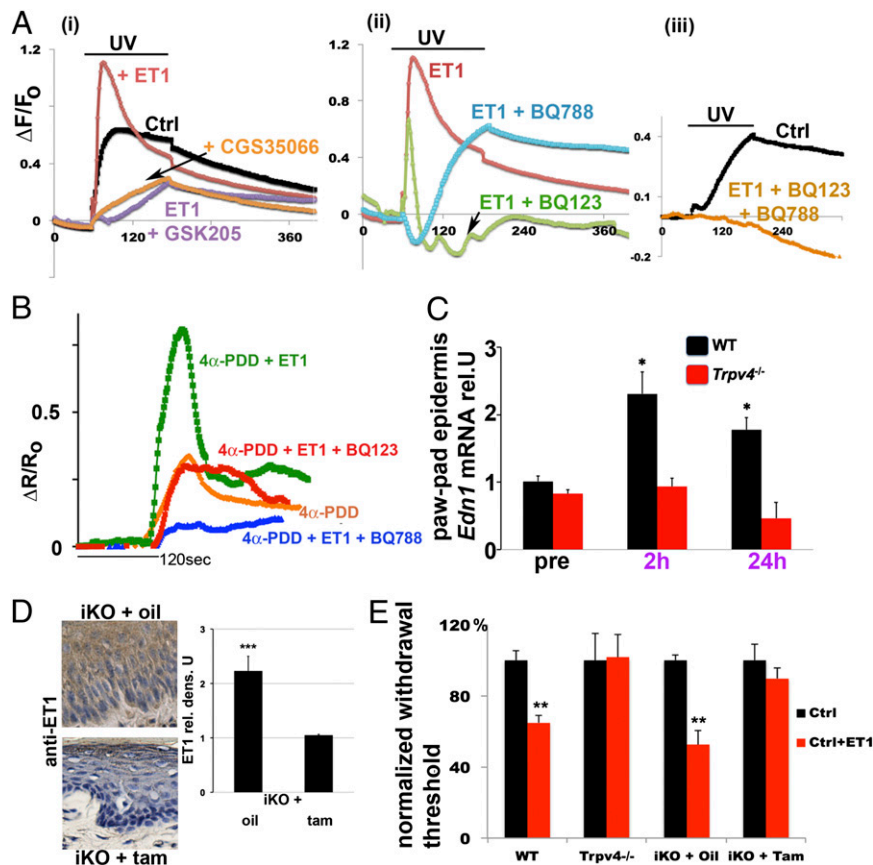 A
(i)
UV
ΔF/Fo
1.2
0.8
0.4
0
0
120
360
+ ET1
Ctrl
+ CGS35066
ET1
+ GSK205
(ii)
UV
1.2
0.8
0.4
0
0
120
240
360
ET1
ET1 + BQ788
ET1 + BQ123
(iii)
UV
0.4
0.1
-0.2
0
120
240
Ctrl
ET1 + BQ123
+ BQ788
B
ΔR/Ro
0.5
0
4α-PDD + ET1
4α-PDD + ET1 + BQ123
4α-PDD
4α-PDD + ET1 + BQ788
120sec
C
paw-pad epidermis
Edn1 mRNA rel.U
3
2
1
0
*
*
WT
Trpv4-/-
pre
2h
24h
D
iKO + oil
anti-ET1
iKO + tam
ET1 rel. dens. U
3
2
1
0
***
iKO +
oil
tam
E
normalized withdrawal
threshold
120 %
80
40
0
**
**
Ctrl
Ctrl+ET1
WT
Trpv4-/-
iKO + Oil
iKO + Tam